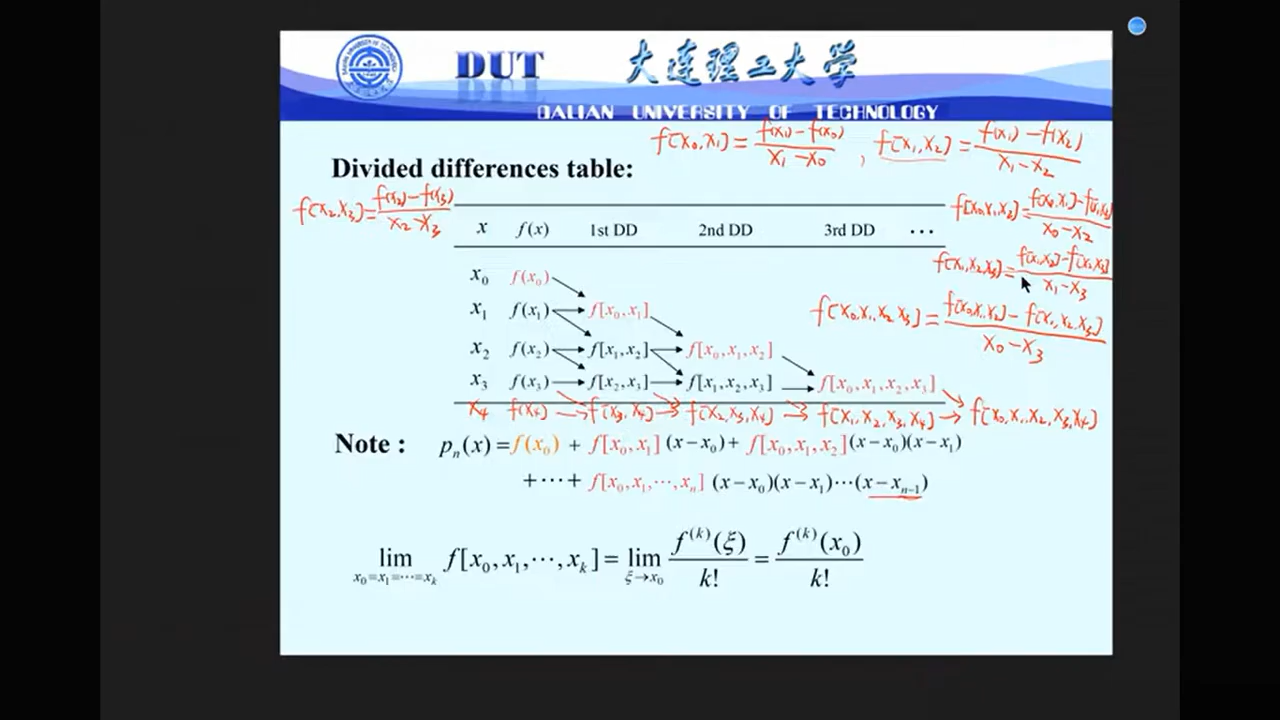 DUT 大连理工大学
DALIAN UNIVERSITY OF TECHNOLOGY
f[x₀,x₁] = (f(x₁) − f(x₀)) / (x₁ − x₀) , f[x₁,x₂] = (f(x₁) − f(x₂)) / (x₁ − x₂)
Divided differences table:
f[x₂,x₃] = (f(x₂) − f(x₃)) / (x₂ − x₃)
f[x₀,x₁,x₂] = (f[x₀,x₁] − f[x₁,x₂]) / (x₀ − x₂)
x f(x) 1st DD 2nd DD 3rd DD ⋯
f[x₁,x₂,x₃] = (f[x₁,x₂] − f[x₂,x₃]) / (x₁ − x₃)
x₀ f(x₀)
x₁ f(x₁) f[x₀,x₁]
f[x₀,x₁,x₂,x₃] = (f[x₀,x₁,x₂] − f[x₁,x₂,x₃]) / (x₀ − x₃)
x₂ f(x₂) f[x₁,x₂] f[x₀,x₁,x₂]
x₃ f(x₃) f[x₂,x₃] f[x₁,x₂,x₃] f[x₀,x₁,x₂,x₃]
x₄ f(x₄) → f[x₃,x₄] → f[x₂,x₃,x₄] → f[x₁,x₂,x₃,x₄] → f[x₀,x₁,x₂,x₃,x₄]
Note : pₙ(x) = f(x₀) + f[x₀,x₁](x − x₀) + f[x₀,x₁,x₂](x − x₀)(x − x₁)
+ ⋯ + f[x₀,x₁,⋯,xₙ] (x − x₀)(x − x₁)⋯(x − xₙ₋₁)
lim_{x₀=x₁=⋯=xₖ} f[x₀,x₁,⋯,xₖ] = lim_{ξ→x₀} f⁽ᵏ⁾(ξ) / k! = f⁽ᵏ⁾(x₀) / k!